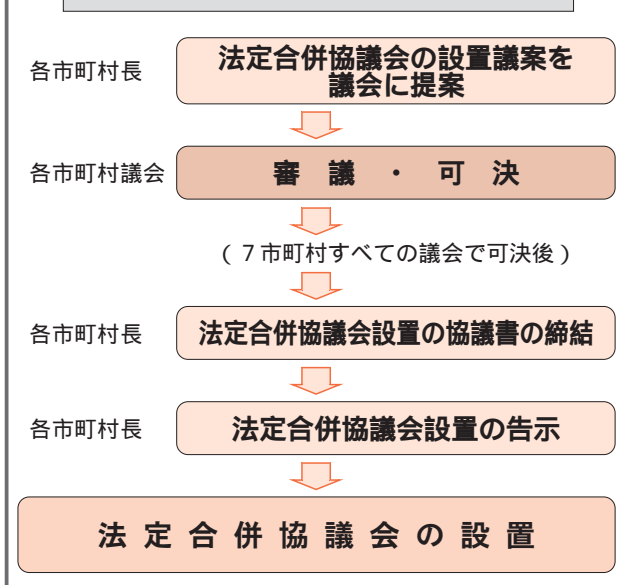 各市町村長
法定合併協議会の設置議案を
議会に提案
各市町村議会
審議・可決
(7市町村すべての議会で可決後)
各市町村長
法定合併協議会設置の協議書の締結
各市町村長
法定合併協議会設置の告示
法定合併協議会の設置